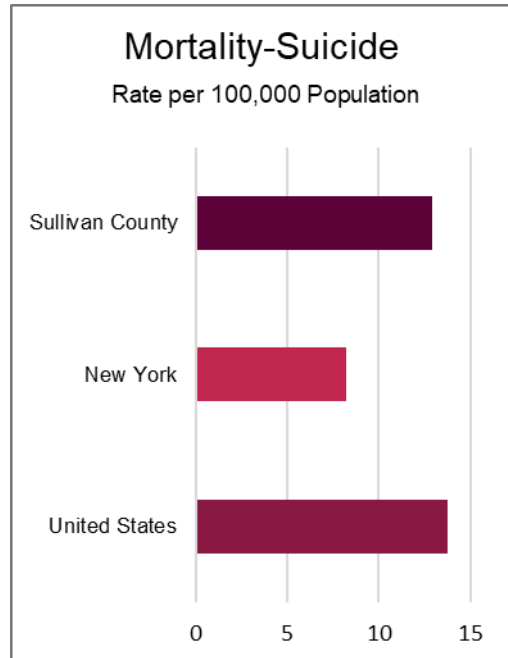 Mortality-Suicide
Rate per 100,000 Population
Sullivan County
New York
United States
0 5 10 15